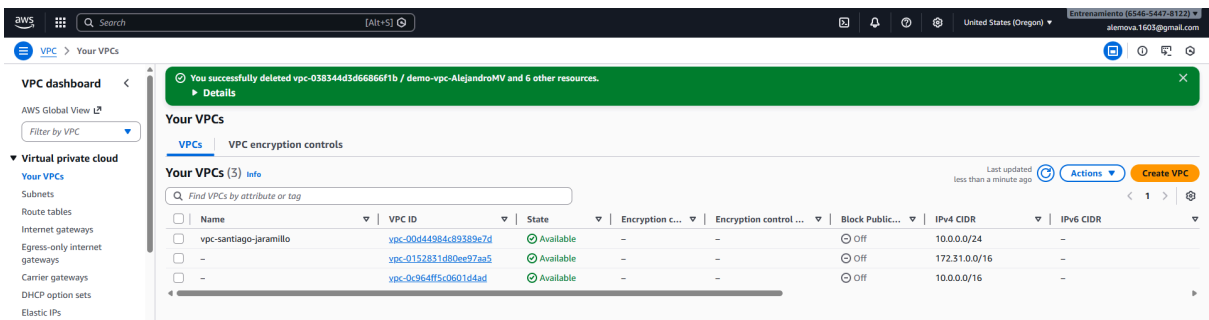 aws Search [Alt+S] United States (Oregon) Entrenamiento (6546-5447-8122)
alemova.1603@gmail.com
VPC > Your VPCs
VPC dashboard
AWS Global View
Filter by VPC
Virtual private cloud
Your VPCs
Subnets
Route tables
Internet gateways
Egress-only internet
gateways
Carrier gateways
DHCP option sets
Elastic IPs
You successfully deleted vpc-038344d3d66866f1b / demo-vpc-AlejandroMV and 6 other resources.
Details
Your VPCs
VPCs VPC encryption controls
Your VPCs (3) Info
Last updated
less than a minute ago
Actions Create VPC
Find VPCs by attribute or tag
1
Name VPC ID State Encryption c... Encryption control ... Block Public... IPv4 CIDR IPv6 CIDR
vpc-santiago-jaramillo vpc-00d44984c89389e7d Available – – Off 10.0.0.0/24 –
– vpc-0152831d80ee97aa5 Available – – Off 172.31.0.0/16 –
– vpc-0c964ff5c0601d4ad Available – – Off 10.0.0.0/16 –